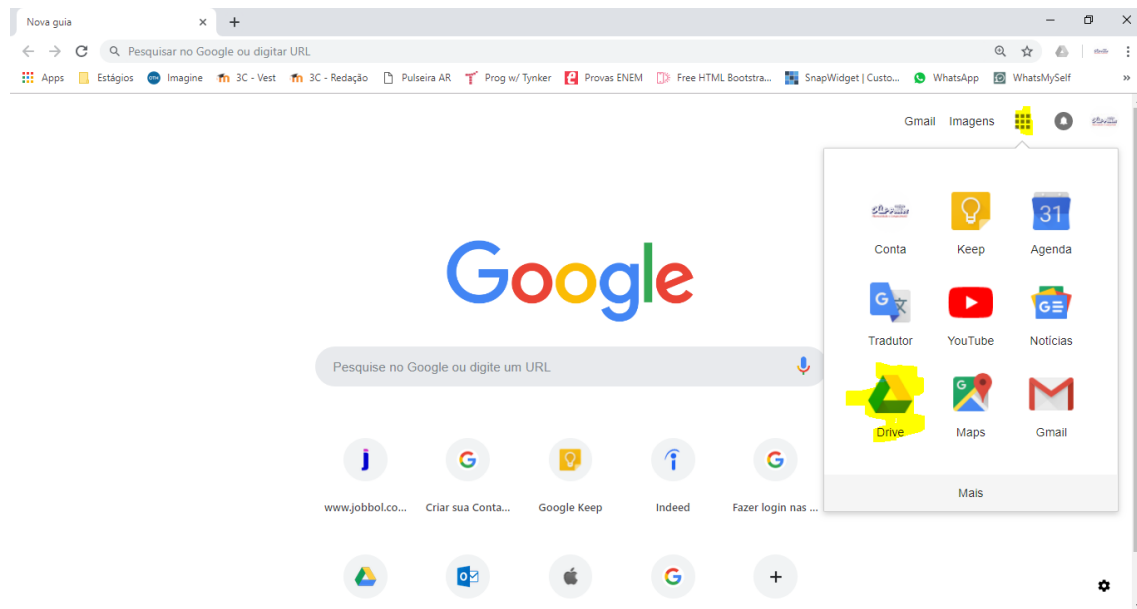 Nova guia
Pesquisar no Google ou digitar URL
Apps Estágios Imagine 3C - Vest 3C - Redação Pulseira AR Prog w/ Tynker Provas ENEM Free HTML Bootstra... SnapWidget | Custo... WhatsApp WhatsMySelf »
Gmail Imagens
Conta Keep Agenda
31
Tradutor YouTube Notícias
Google
Pesquise no Google ou digite um URL
Drive Maps Gmail
Mais
www.jobbol.co... Criar sua Conta... Google Keep Indeed Fazer login nas ...